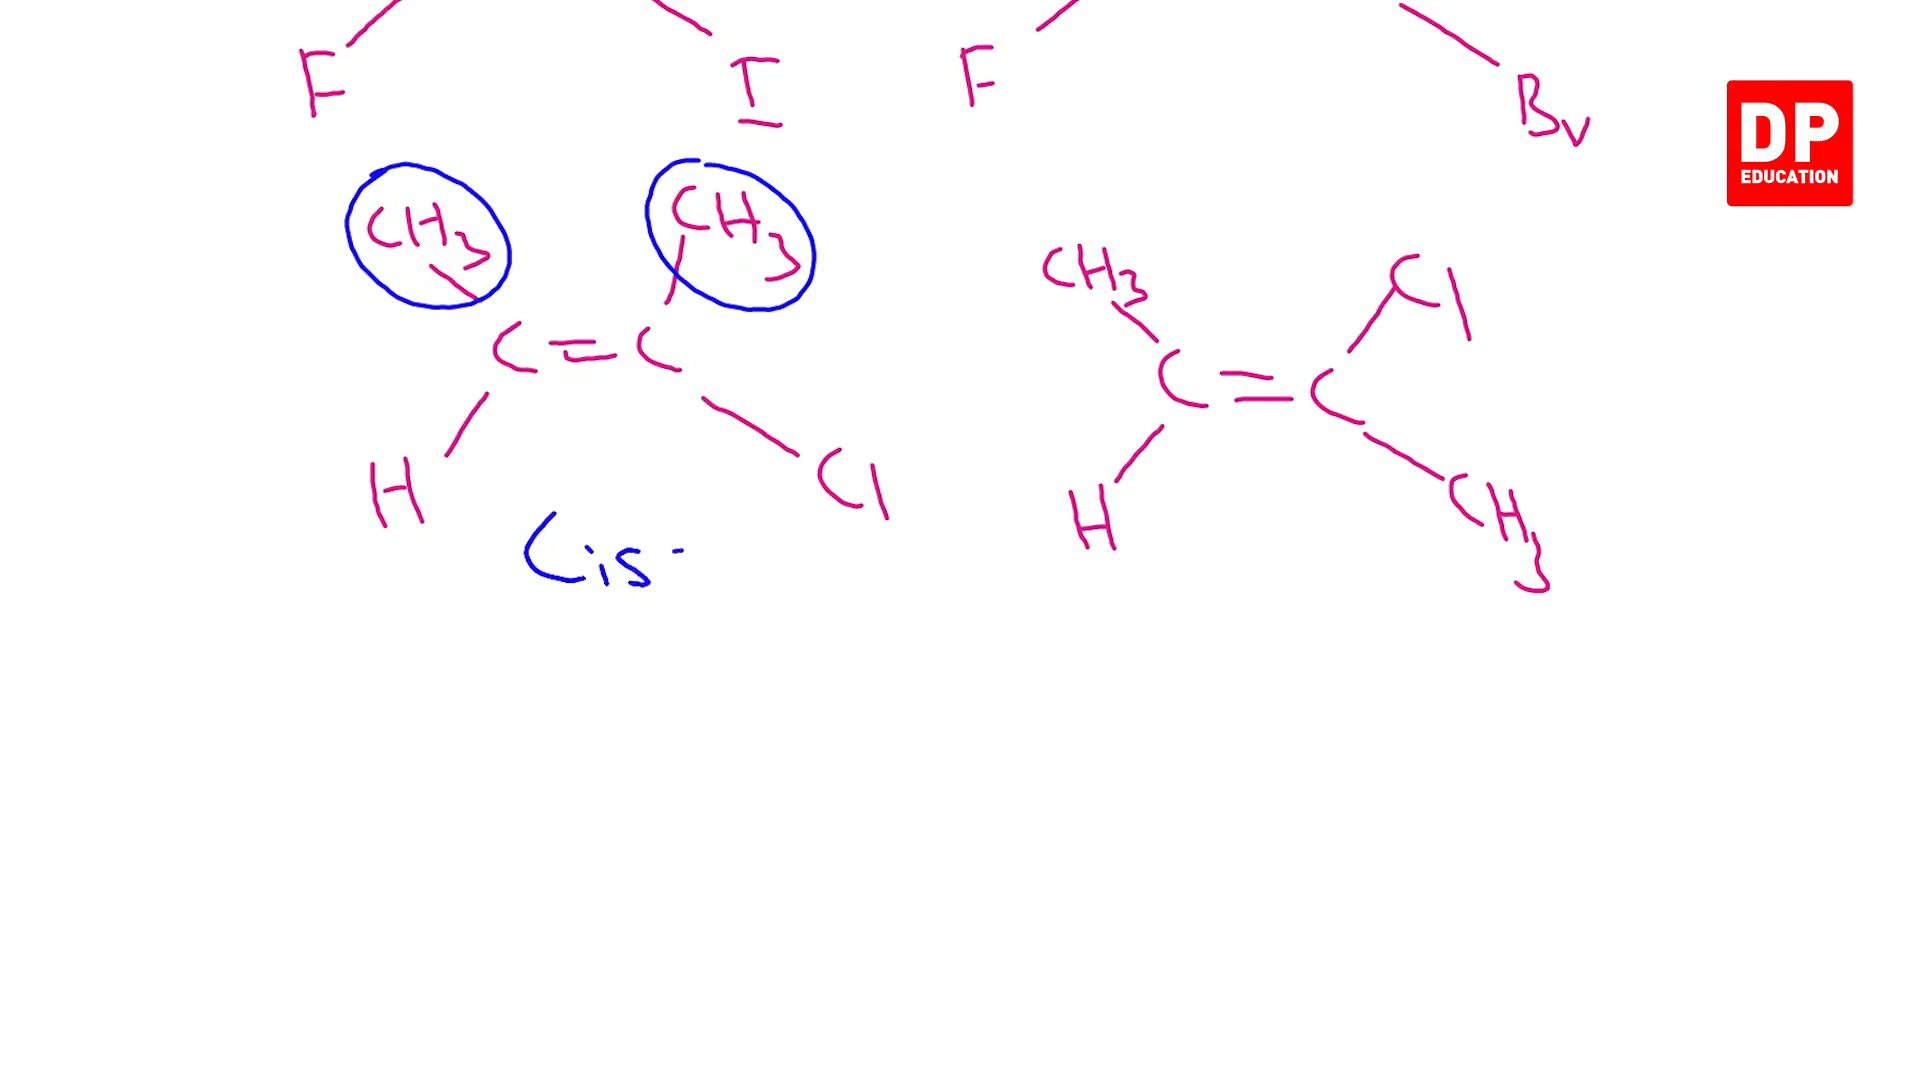 F I F Br
DP
EDUCATION
CH3 CH3 CH3 Cl
C=C C=C
H Cl H CH3
Cis-